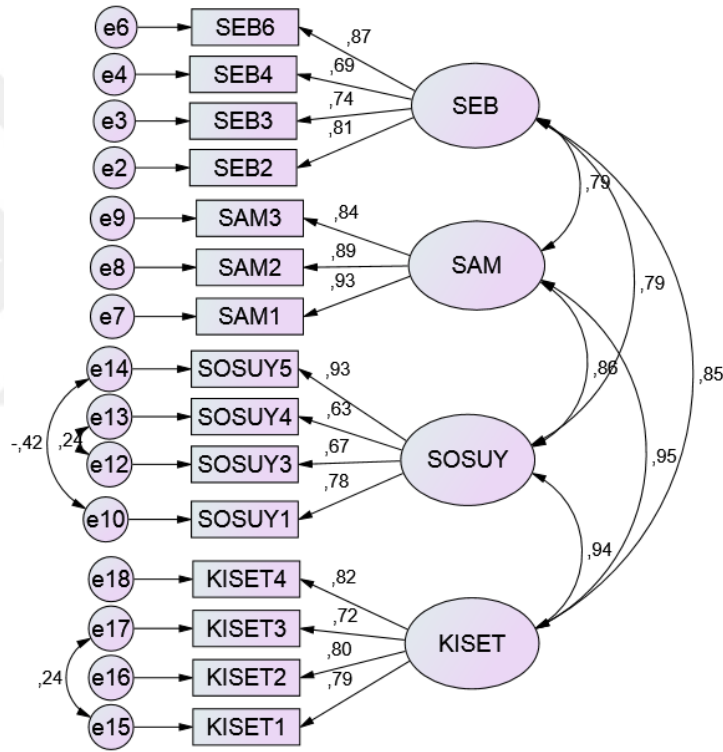 e6 SEB6 ,87
e4 SEB4 ,69
SEB
e3 SEB3 ,74
e2 SEB2 ,81
,79
e9 SAM3 ,84
e8 SAM2 ,89
SAM
e7 SAM1 ,93
,79
e14 SOSUY5 ,93
,86
,85
e13 SOSUY4 ,63
-,42 ,24
e12 SOSUY3 ,67
SOSUY
,95
e10 SOSUY1 ,78
,94
e18 KISET4 ,82
e17 KISET3 ,72
KISET
,24
e16 KISET2 ,80
e15 KISET1 ,79